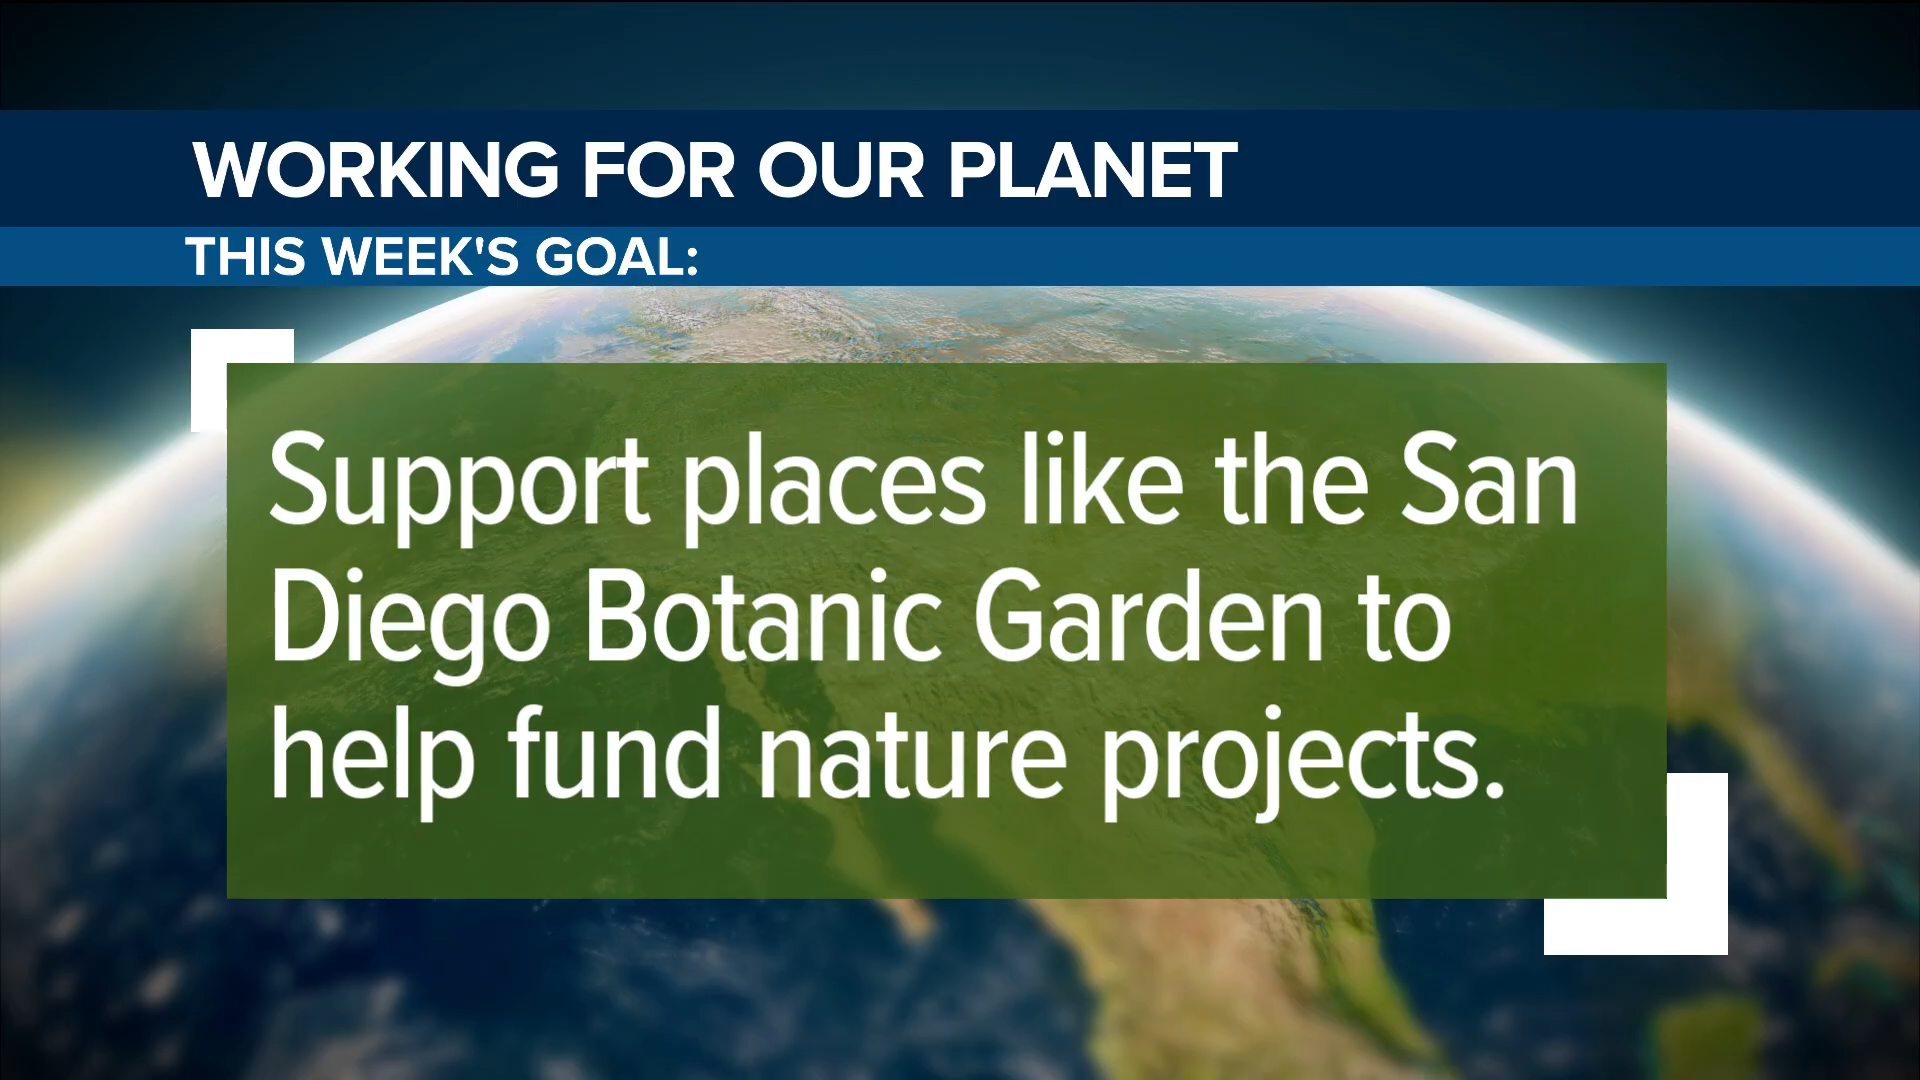 WORKING FOR OUR PLANET
THIS WEEK'S GOAL:
Support places like the San
Diego Botanic Garden to
help fund nature projects.